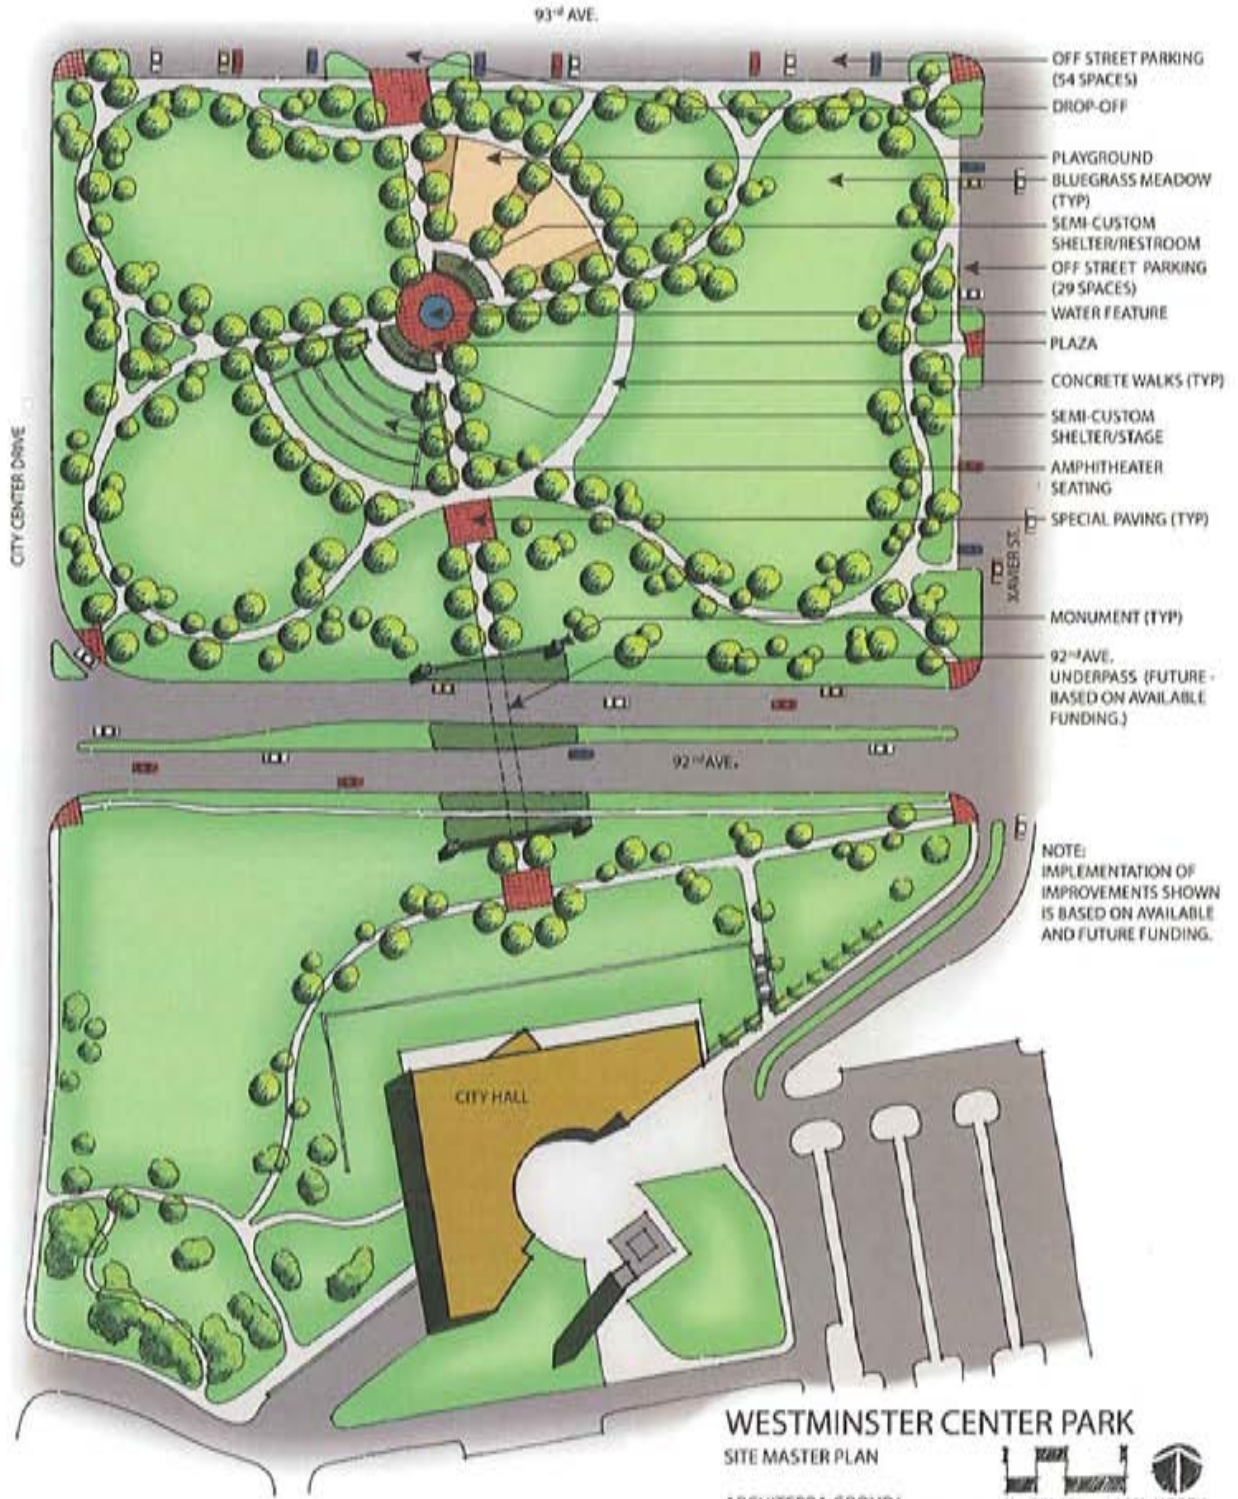 93rd AVE.
OFF STREET PARKING
(54 SPACES)
DROP-OFF
PLAYGROUND
BLUEGRASS MEADOW
(TYP)
SEMI-CUSTOM
SHELTER/RESTROOM
OFF STREET PARKING
(29 SPACES)
WATER FEATURE
PLAZA
CONCRETE WALKS (TYP)
SEMI-CUSTOM
SHELTER/STAGE
AMPHITHEATER
SEATING
SPECIAL PAVING (TYP)
CITY CENTER DRIVE
XAVIER ST.
MONUMENT (TYP)
92nd AVE.
UNDERPASS (FUTURE -
BASED ON AVAILABLE
FUNDING.)
92nd AVE.
NOTE:
IMPLEMENTATION OF
IMPROVEMENTS SHOWN
IS BASED ON AVAILABLE
AND FUTURE FUNDING.
CITY HALL
WESTMINSTER CENTER PARK
SITE MASTER PLAN